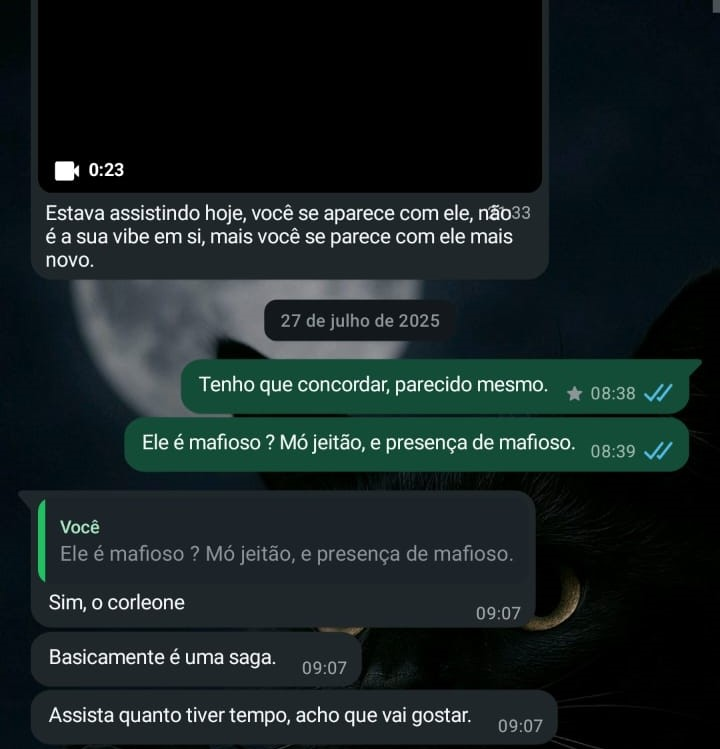 0:23
Estava assistindo hoje, você se aparece com ele, não
é a sua vibe em si, mais você se parece com ele mais
novo.
27 de julho de 2025
Tenho que concordar, parecido mesmo.
08:38
Ele é mafioso ? Mó jeitão, e presença de mafioso.
08:39
Você
Ele é mafioso ? Mó jeitão, e presença de mafioso.
Sim, o corleone
09:07
Basicamente é uma saga.
09:07
Assista quanto tiver tempo, acho que vai gostar.
09:07